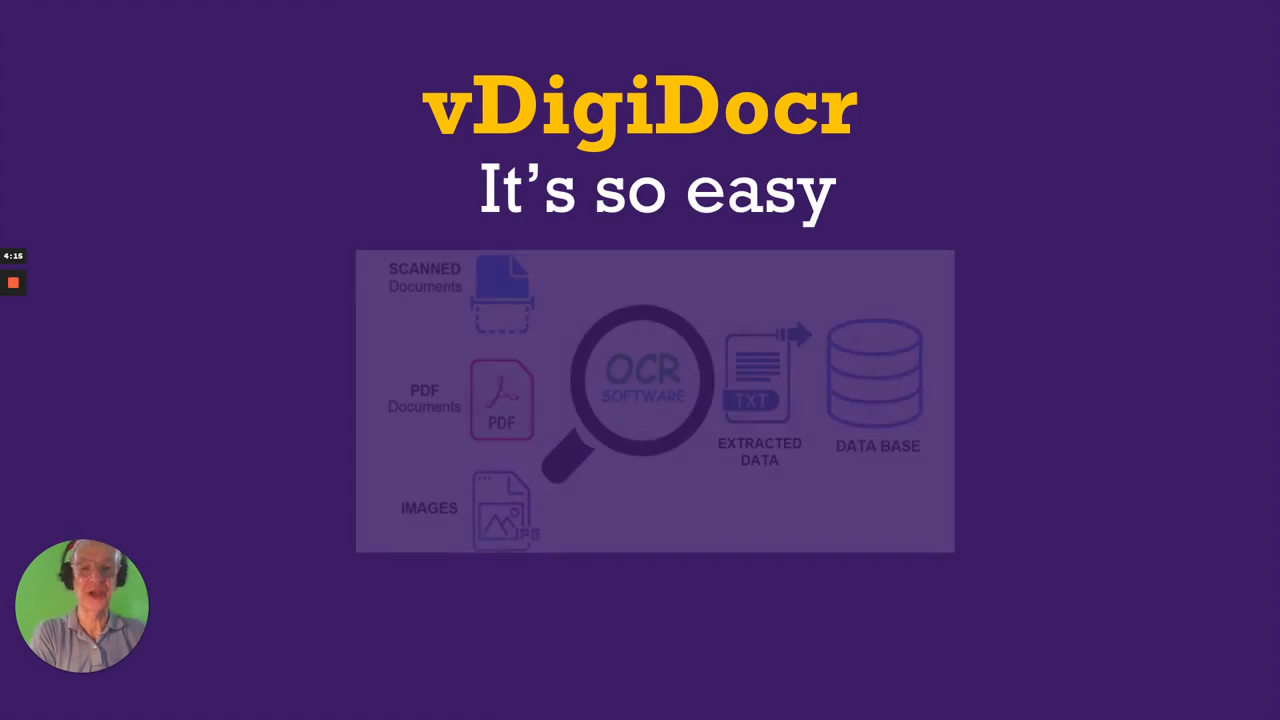 vDigiDocr
It's so easy
4:15
SCANNED
Documents
PDF
Documents
PDF
IMAGES
JPG
OCR
SOFTWARE
TXT
EXTRACTED
DATA
DATA BASE